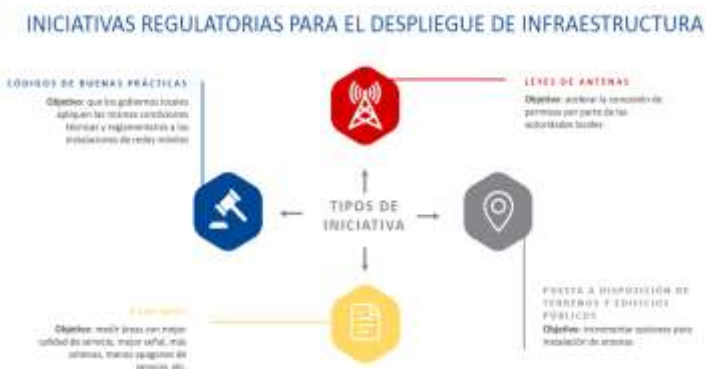 INICIATIVAS REGULATORIAS PARA EL DESPLIEGUE DE INFRAESTRUCTURA
CÓDIGOS DE BUENAS PRÁCTICAS
Objetivo: que los gobiernos locales
apliquen las mismas condiciones
técnicas y reglamentarias a las
instalaciones de redes móviles
LEYES DE ANTENAS
Objetivo: acelerar la concesión de
permisos por parte de las
autoridades locales
TIPOS DE
INICIATIVA
PUESTA A DISPOSICIÓN DE
TERRENOS Y EDIFICIOS
PÚBLICOS
Objetivo: incrementar opciones para
instalación de antenas
Objetivo: medir áreas con mejor
calidad de servicio, mejor señal, más
antenas, menos apagones de
servicio, etc.